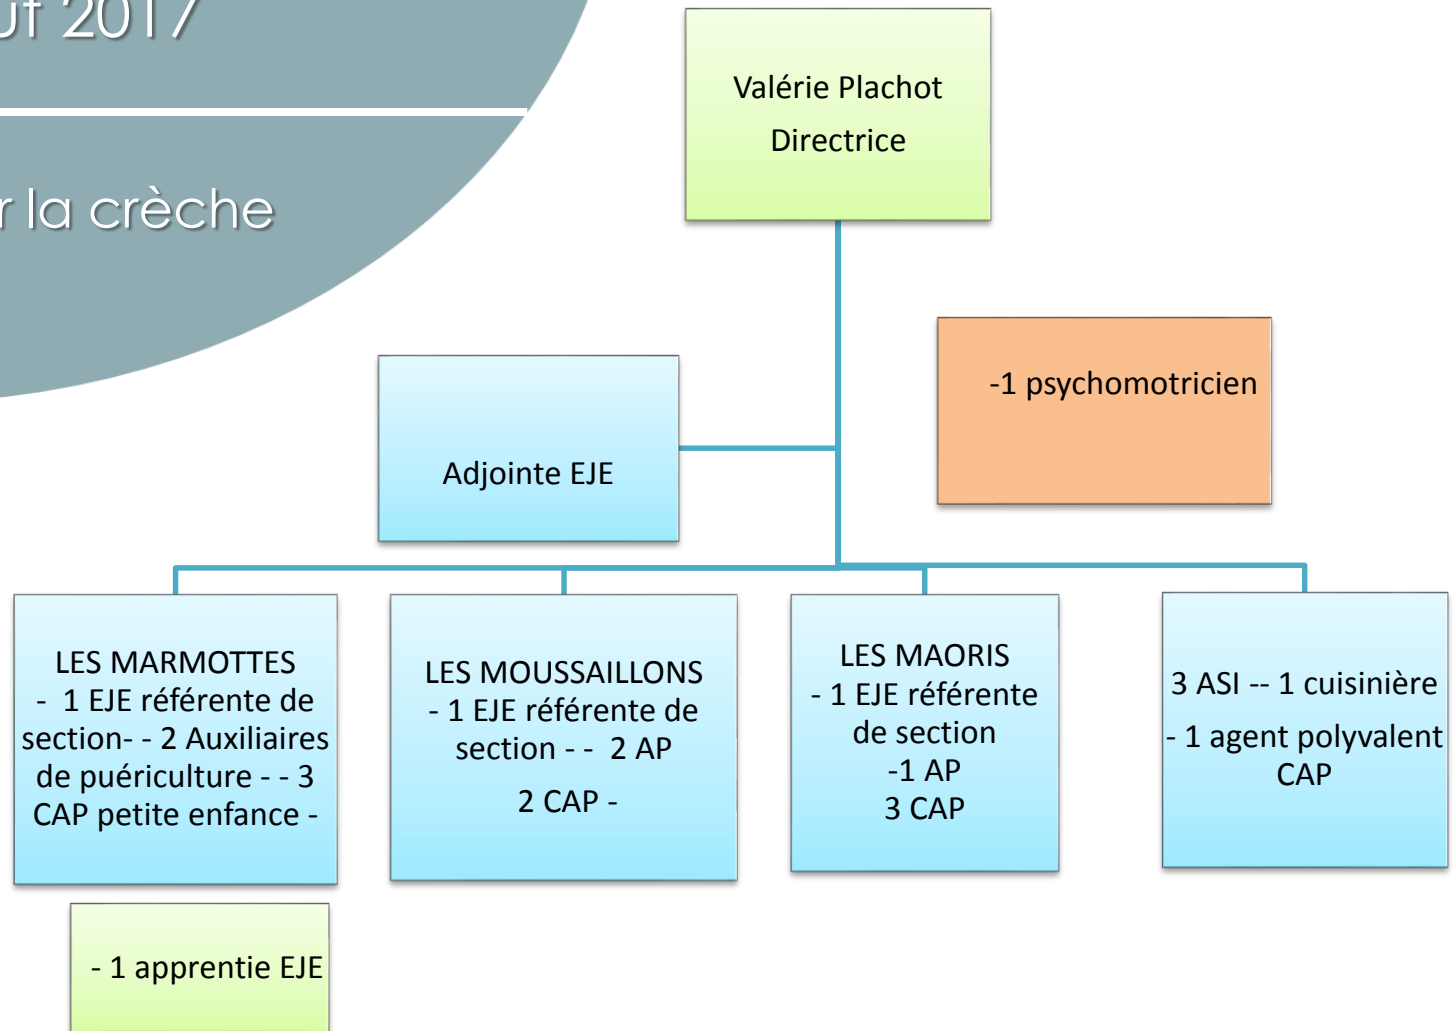 2017
la crèche
Valérie Plachot
Directrice
-1 psychomotricien
Adjointe EJE
LES MARMOTTES
- 1 EJE référente de
section- - 2 Auxiliaires
de puériculture - - 3
CAP petite enfance -
LES MOUSSAILLONS
- 1 EJE référente de
section - - 2 AP
2 CAP -
LES MAORIS
- 1 EJE référente
de section
-1 AP
3 CAP
3 ASI -- 1 cuisinière
- 1 agent polyvalent
CAP
- 1 apprentie EJE